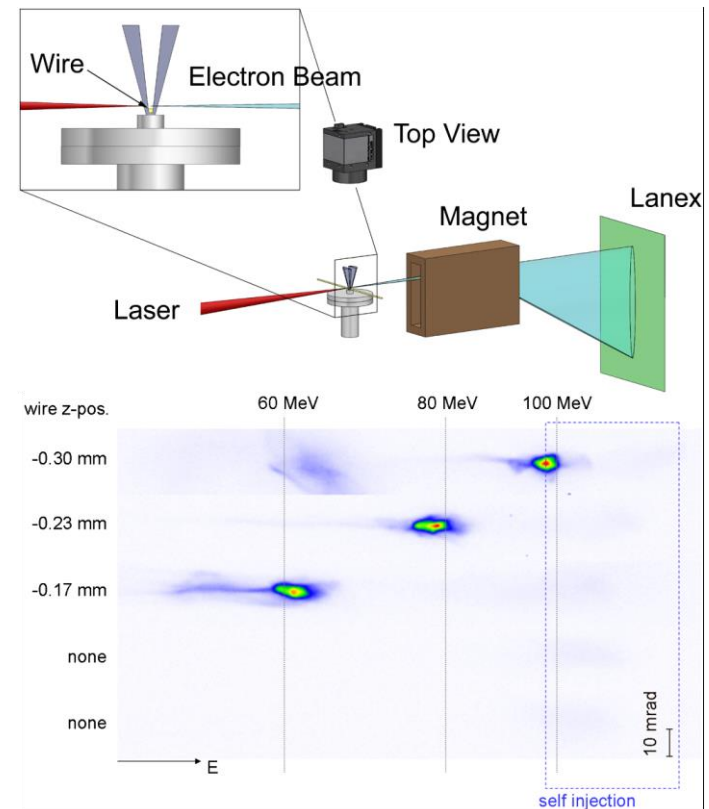 Wire
Electron Beam
Top View
Lanex
Magnet
Laser
wire z-pos.
60 MeV
80 MeV
100 MeV
-0.30 mm
-0.23 mm
-0.17 mm
none
none
10 mrad
E
self injection